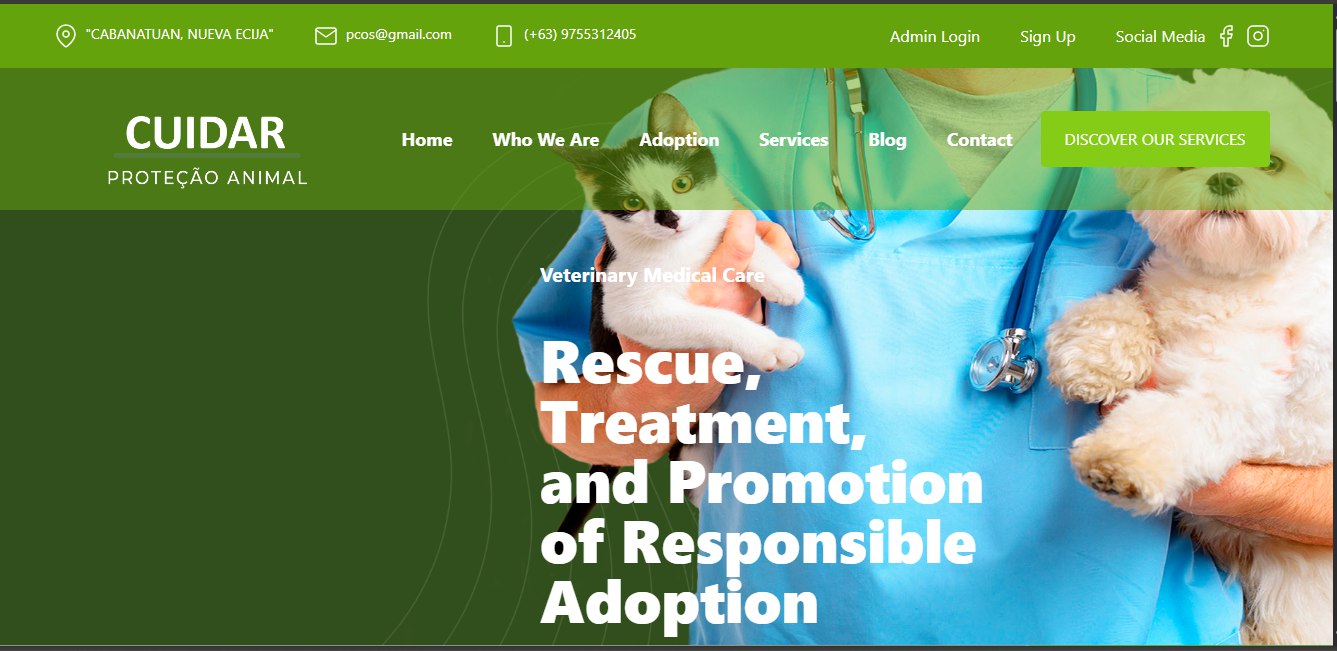 "CABANATUAN, NUEVA ECIJA" pcos@gmail.com (+63) 9755312405 Admin Login Sign Up Social Media
CUIDAR
PROTEÇÃO ANIMAL
Home Who We Are Adoption Services Blog Contact DISCOVER OUR SERVICES
Veterinary Medical Care
Rescue,
Treatment,
and Promotion
of Responsible
Adoption